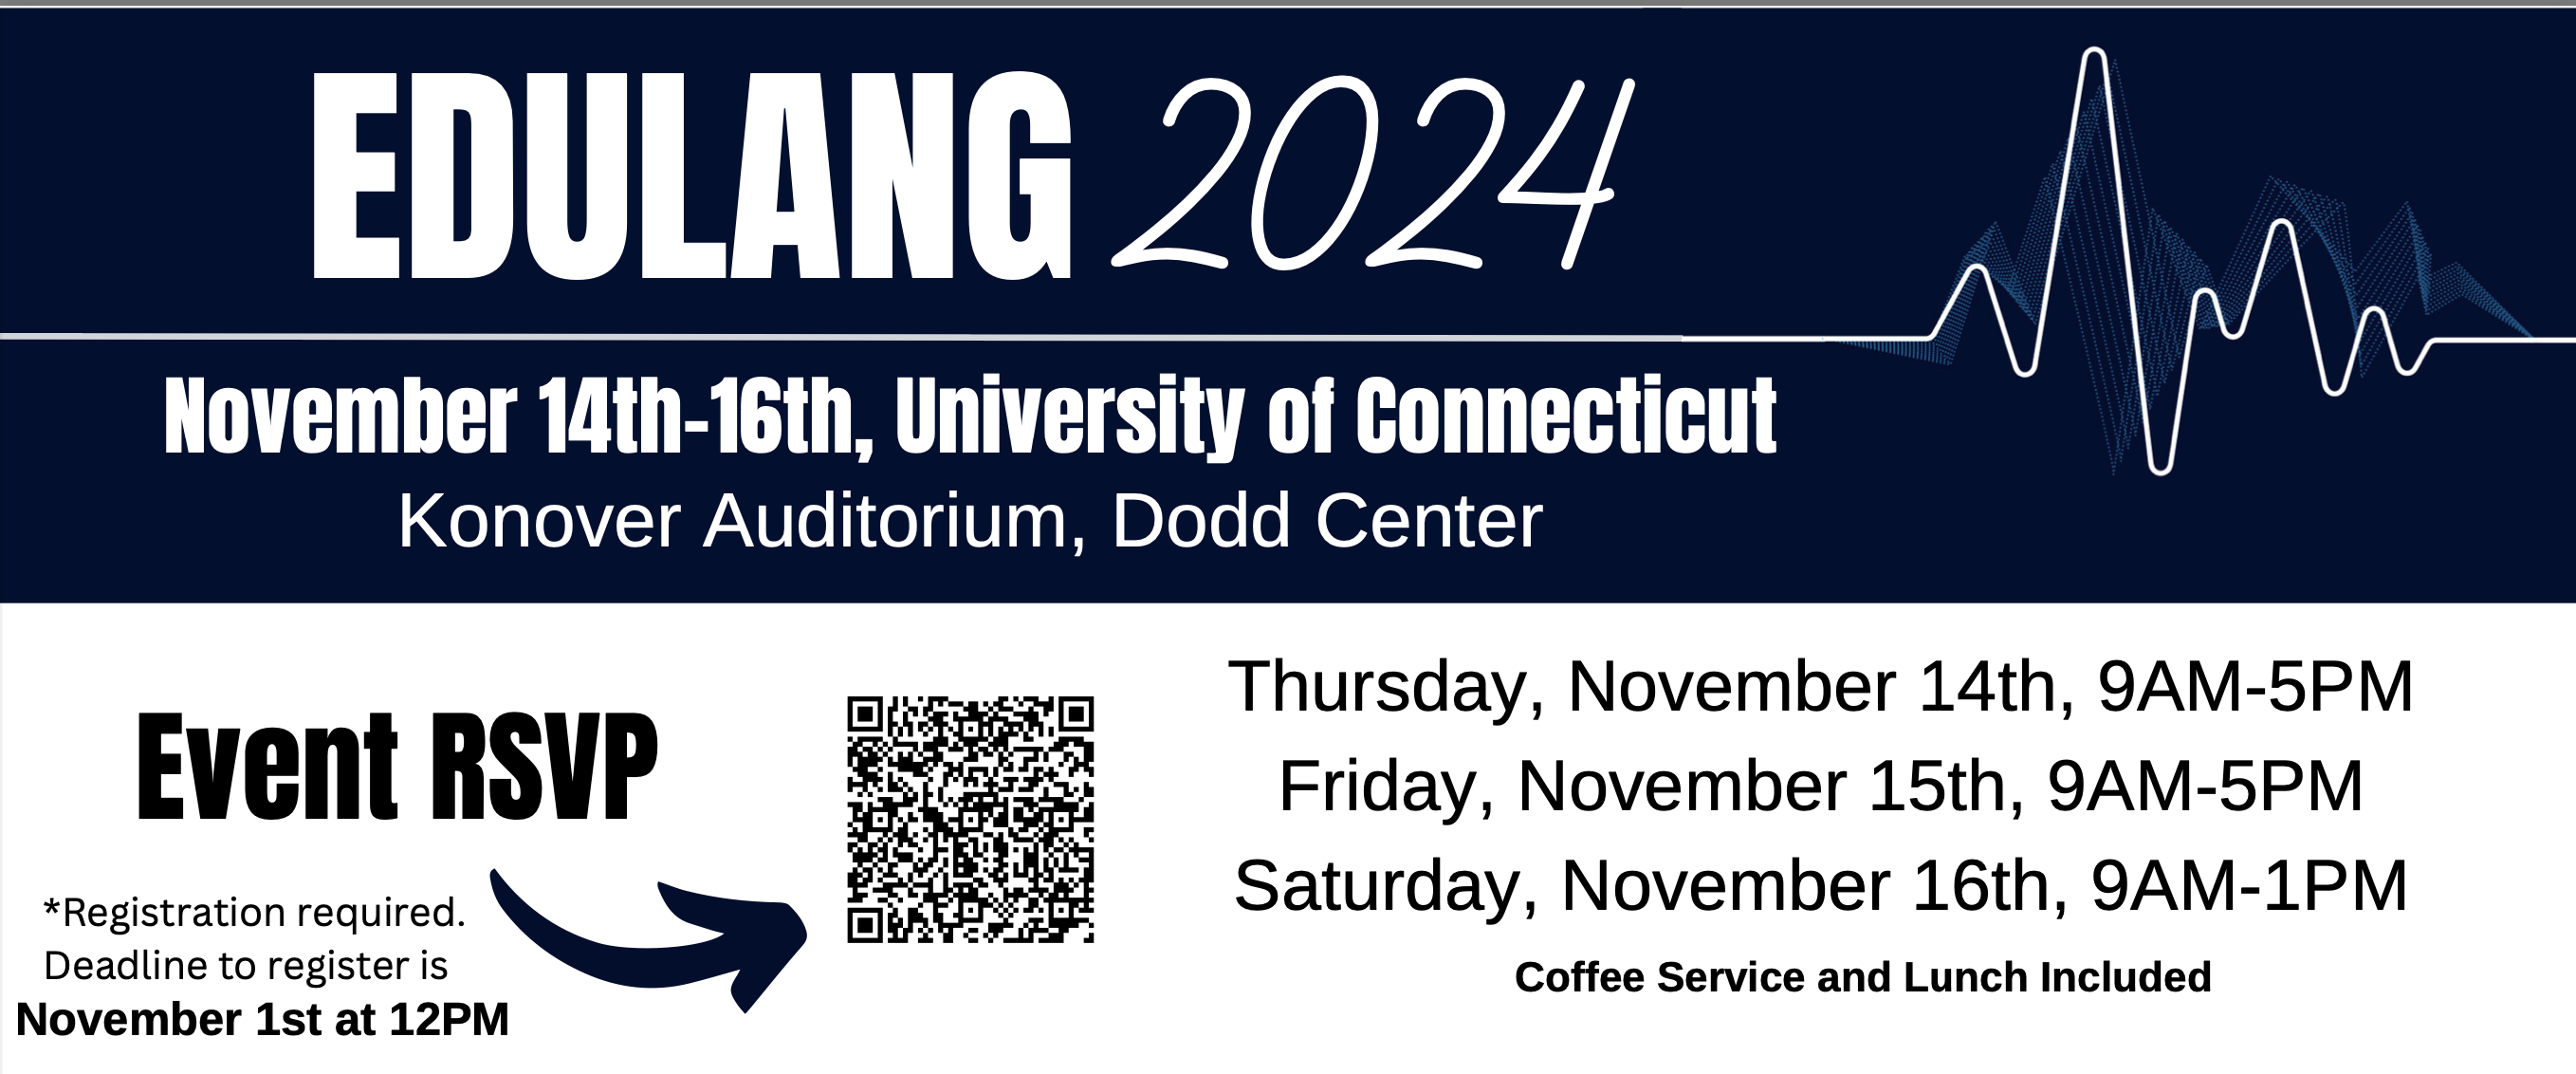 EDULANG 2024
November 14th-16th, University of Connecticut
Konover Auditorium, Dodd Center
Event RSVP
*Registration required.
Deadline to register is
November 1st at 12PM
Thursday, November 14th, 9AM-5PM
Friday, November 15th, 9AM-5PM
Saturday, November 16th, 9AM-1PM
Coffee Service and Lunch Included